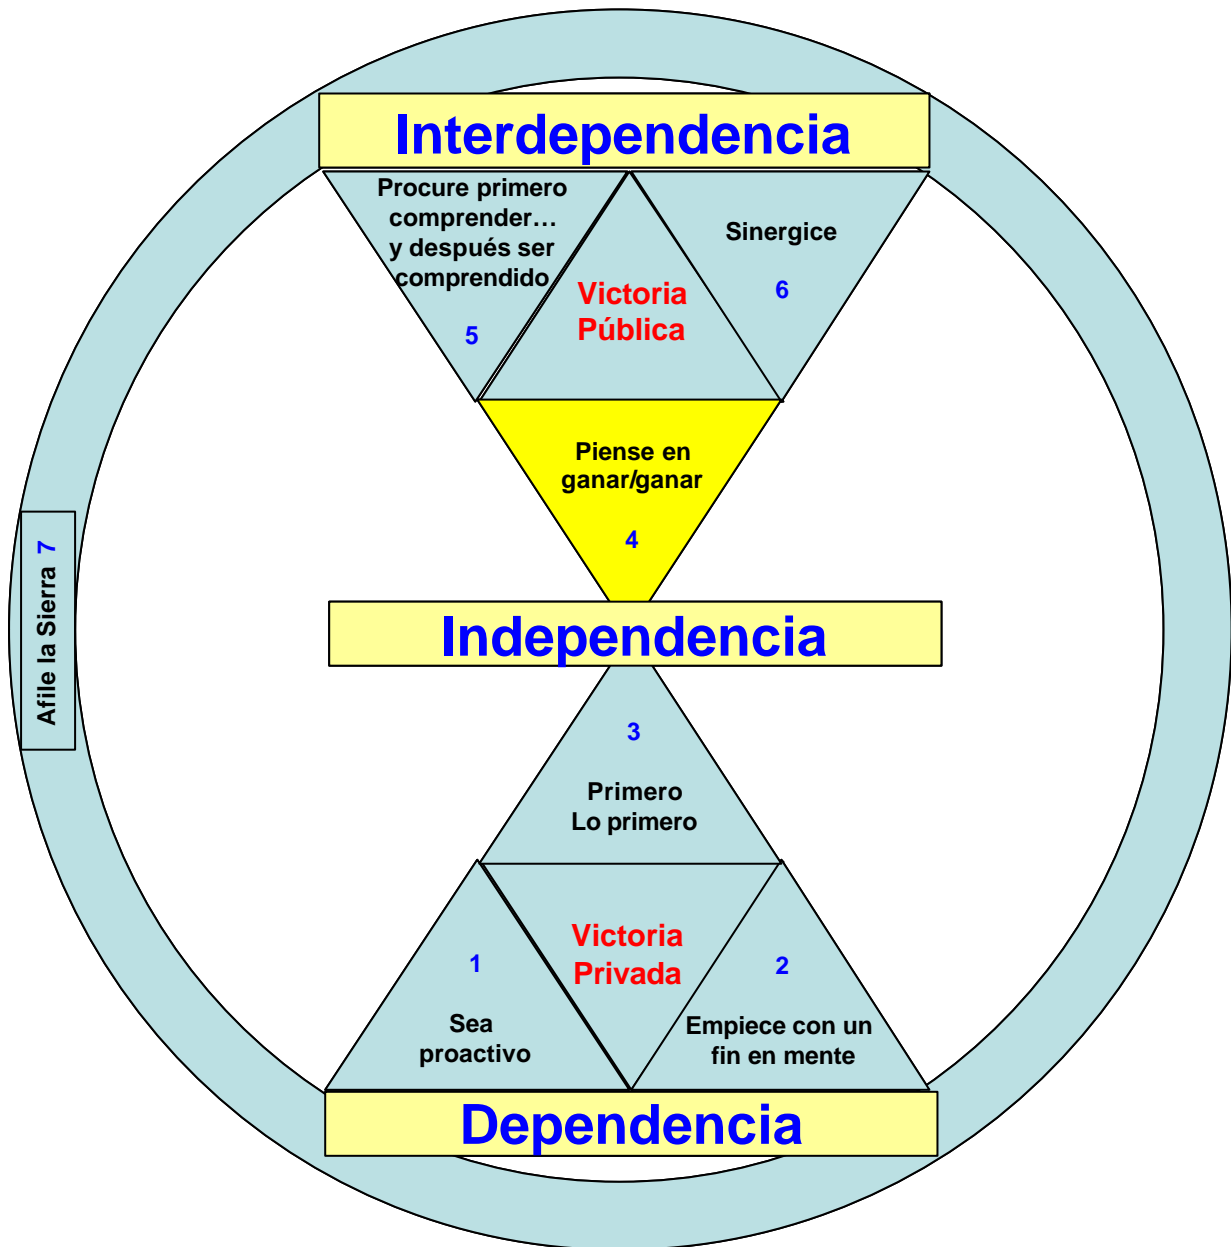 Interdependencia
Procure primero
comprender…
y después ser
comprendido
5
Victoria
Pública
Sinergice
6
Piense en
ganar/ganar
4
Afile la Sierra 7
Independencia
3
Primero
Lo primero
1
Sea
proactivo
Victoria
Privada
2
Empiece con un
fin en mente
Dependencia